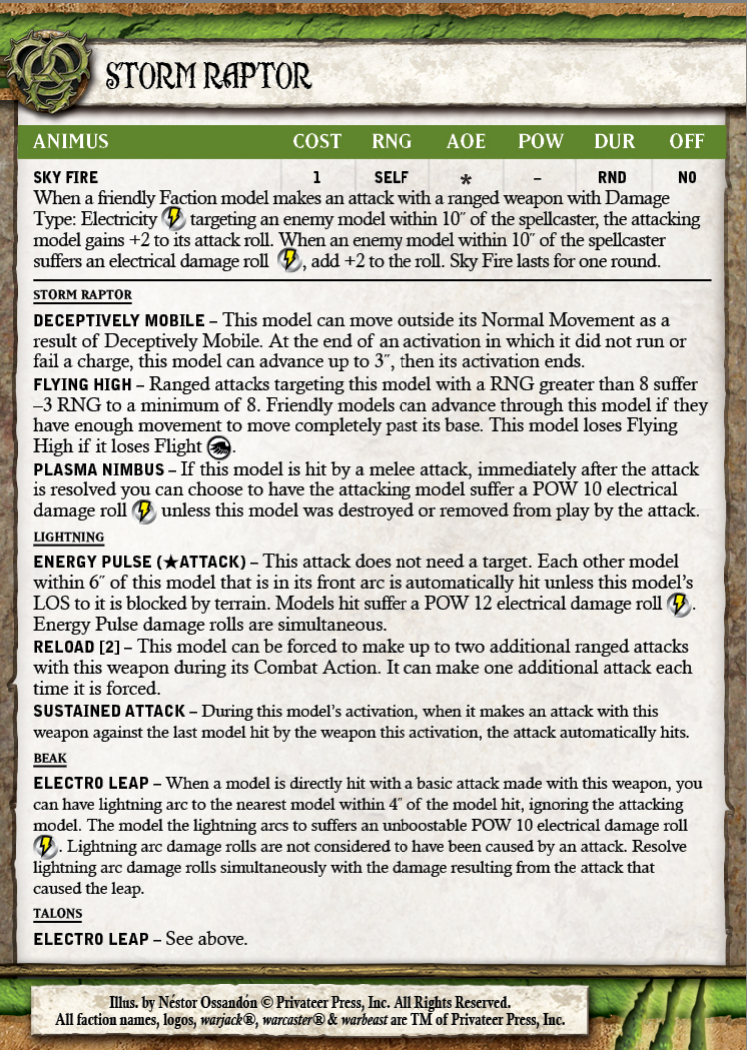 STORM RAPTOR
ANIMUS COST RNG AOE POW DUR OFF
SKY FIRE 1 SELF * – RND NO
When a friendly Faction model makes an attack with a ranged weapon with Damage
Type: Electricity targeting an enemy model within 10˝ of the spellcaster, the attacking
model gains +2 to its attack roll. When an enemy model within 10˝ of the spellcaster
suffers an electrical damage roll , add +2 to the roll. Sky Fire lasts for one round.
STORM RAPTOR
DECEPTIVELY MOBILE – This model can move outside its Normal Movement as a
result of Deceptively Mobile. At the end of an activation in which it did not run or
fail a charge, this model can advance up to 3˝, then its activation ends.
FLYING HIGH – Ranged attacks targeting this model with a RNG greater than 8 suffer
–3 RNG to a minimum of 8. Friendly models can advance through this model if they
have enough movement to move completely past its base. This model loses Flying
High if it loses Flight .
PLASMA NIMBUS – If this model is hit by a melee attack, immediately after the attack
is resolved you can choose to have the attacking model suffer a POW 10 electrical
damage roll unless this model was destroyed or removed from play by the attack.
LIGHTNING
ENERGY PULSE (★ATTACK) – This attack does not need a target. Each other model
within 6˝ of this model that is in its front arc is automatically hit unless this model’s
LOS to it is blocked by terrain. Models hit suffer a POW 12 electrical damage roll .
Energy Pulse damage rolls are simultaneous.
RELOAD [2] – This model can be forced to make up to two additional ranged attacks
with this weapon during its Combat Action. It can make one additional attack each
time it is forced.
SUSTAINED ATTACK – During this model’s activation, when it makes an attack with this
weapon against the last model hit by the weapon this activation, the attack automatically hits.
BEAK
ELECTRO LEAP – When a model is directly hit with a basic attack made with this weapon, you
can have lightning arc to the nearest model within 4˝ of the model hit, ignoring the attacking
model. The model the lightning arcs to suffers an unboostable POW 10 electrical damage roll
. Lightning arc damage rolls are not considered to have been caused by an attack. Resolve
lightning arc damage rolls simultaneously with the damage resulting from the attack that
caused the leap.
TALONS
ELECTRO LEAP – See above.
Illus. by Néstor Ossandón © Privateer Press, Inc. All Rights Reserved.
All faction names, logos, warjack®, warcaster® & warbeast are TM of Privateer Press, Inc.